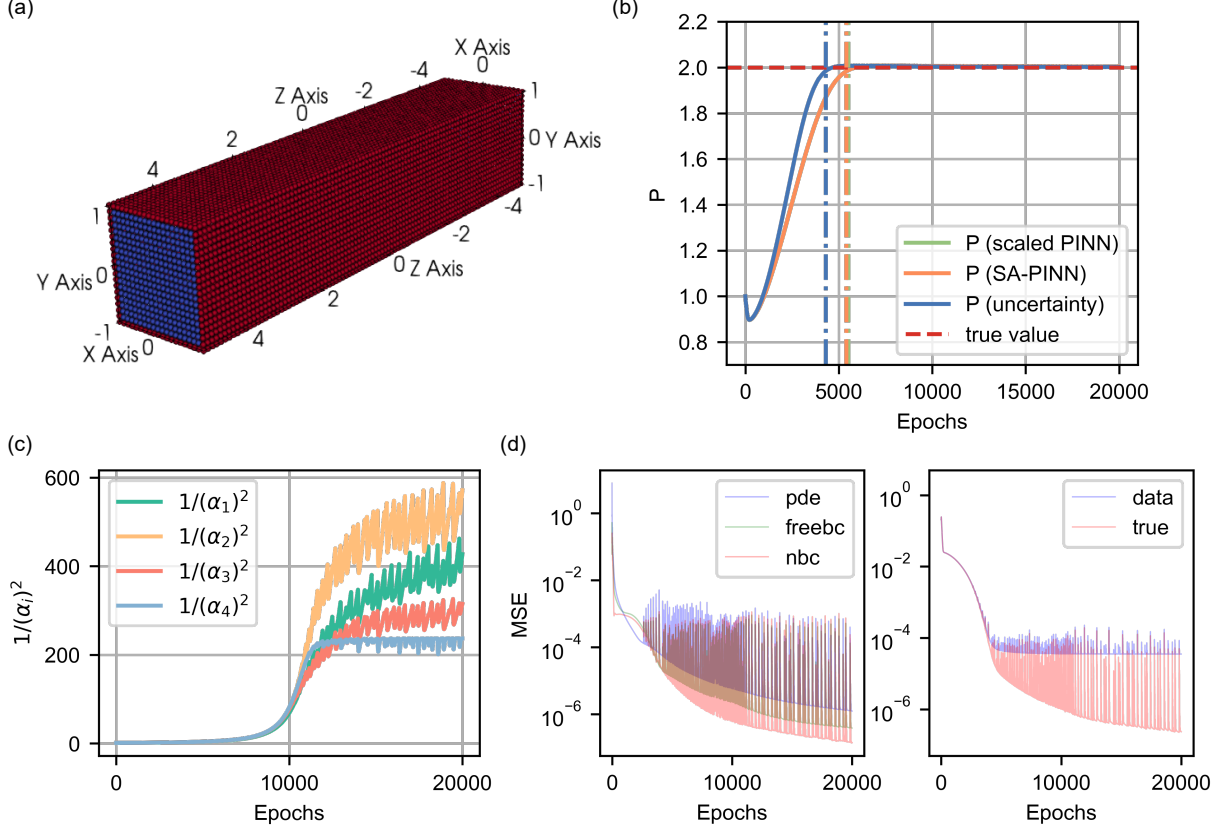 (a)
X Axis
0
-4
Z Axis
0
-2
2
4
1
0 Y Axis
-1
-4
-2
0 Z Axis
2
4
1
Y Axis 0
-1
X Axis 0
(b)
2.2
2.0
1.8
1.6
1.4
1.2
1.0
0.8
P
P (scaled PINN)
P (SA-PINN)
P (uncertainty)
true value
0 5000 10000 15000 20000
Epochs
(c)
600
400
200
0
1/(αᵢ)²
1/(α₁)²
1/(α₂)²
1/(α₃)²
1/(α₄)²
0 10000 20000
Epochs
(d)
MSE
10⁰
10⁻²
10⁻⁴
10⁻⁶
pde
freebc
nbc
0 10000 20000
Epochs
10⁰
10⁻²
10⁻⁴
10⁻⁶
data
true
0 10000 20000
Epochs